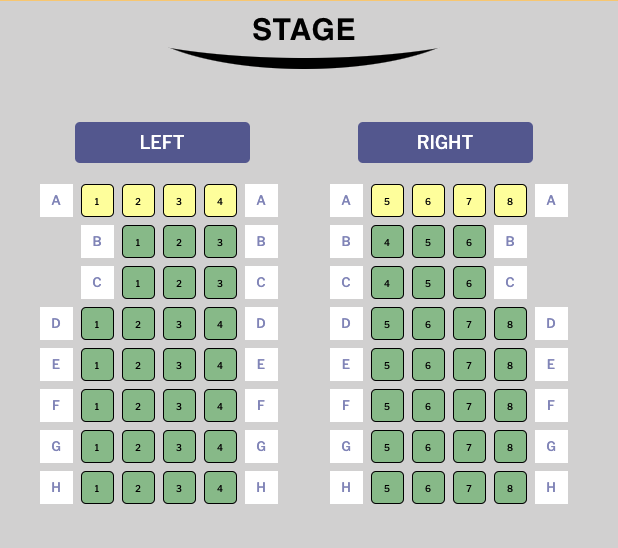 STAGE
LEFT RIGHT
A 1 2 3 4 A A 5 6 7 8 A
B 1 2 3 B B 4 5 6 B
C 1 2 3 C C 4 5 6 C
D 1 2 3 4 D D 5 6 7 8 D
E 1 2 3 4 E E 5 6 7 8 E
F 1 2 3 4 F F 5 6 7 8 F
G 1 2 3 4 G G 5 6 7 8 G
H 1 2 3 4 H H 5 6 7 8 H